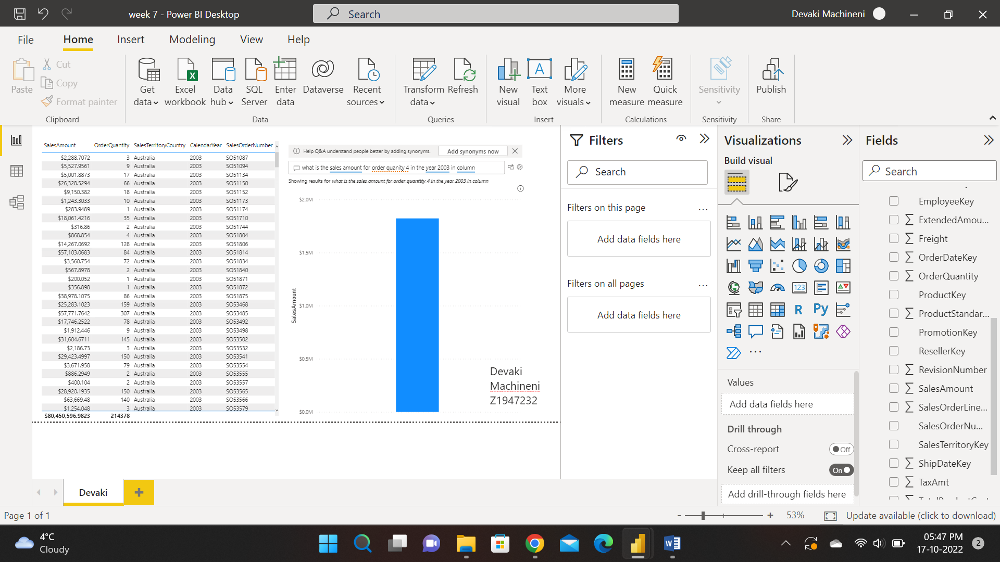 week 7 - Power BI Desktop
Search
Devaki Machineni
File Home Insert Modeling View Help
Paste
Cut
Copy
Format painter
Clipboard
Get data
Excel workbook
Data hub
SQL Server
Enter data
Dataverse
Recent sources
Data
Transform data
Refresh
Queries
New visual
A
Text box
More visuals
Insert
New measure
Quick measure
Calculations
Sensitivity
Sensitivity
Publish
Share
SalesAmount OrderQuantity SalesTerritoryCountry CalendarYear SalesOrderNumber
$2,288.7072 3 Australia 2003 SO51087
$5,527.9561 9 Australia 2003 SO51094
$5,001.8873 17 Australia 2003 SO51134
$26,328.5294 66 Australia 2003 SO51150
$9,150.382 18 Australia 2003 SO51152
$1,243.3033 10 Australia 2003 SO51173
$283.9489 1 Australia 2003 SO51174
$18,061.4216 35 Australia 2003 SO51710
$316.86 2 Australia 2003 SO51744
$868.854 4 Australia 2003 SO51804
$14,267.0692 128 Australia 2003 SO51806
$57,103.0683 84 Australia 2003 SO51814
$3,560.754 72 Australia 2003 SO51834
$567.8978 2 Australia 2003 SO51840
$200.052 1 Australia 2003 SO51871
$356.898 1 Australia 2003 SO51872
$38,978.1075 86 Australia 2003 SO51875
$25,283.1023 159 Australia 2003 SO53468
$57,771.7642 307 Australia 2003 SO53485
$17,746.2522 78 Australia 2003 SO53492
$1,912.446 9 Australia 2003 SO53498
$31,604.6711 145 Australia 2003 SO53502
$2,186.73 3 Australia 2003 SO53532
$29,423.4997 150 Australia 2003 SO53541
$3,671.958 79 Australia 2003 SO53554
$886.2949 2 Australia 2003 SO53555
$400.104 2 Australia 2003 SO53557
$28,920.1935 150 Australia 2003 SO53565
$63,669.48 140 Australia 2003 SO53566
$1,254.048 3 Australia 2003 SO53579
$80,450,596.9823 214378
Help Q&A understand people better by adding synonyms. Add synonyms now
what is the sales amount for order quanity 4 in the year 2003 in column
Showing results for what is the sales amount for order quantity 4 in the year 2003 in column
$2.0M
$1.5M
$1.0M
$0.5M
$0.0M
SalesAmount
Devaki
Machineni
Z1947232
Filters
Search
Filters on this page ...
Add data fields here
Filters on all pages ...
Add data fields here
Visualizations
Build visual
123
R Py
...
Values
Add data fields here
Drill through
Cross-report Off
Keep all filters On
Add drill-through fields here
Fields
Search
EmployeeKey
∑ ExtendedAmou...
∑ Freight
∑ OrderDateKey
∑ OrderQuantity
ProductKey
∑ ProductStandar...
PromotionKey
ResellerKey
∑ RevisionNumber
∑ SalesAmount
∑ SalesOrderLine...
SalesOrderNu...
SalesTerritoryKey
∑ ShipDateKey
∑ TaxAmt
Devaki +
Page 1 of 1
- + 53%
Update available (click to download)
4°C
Cloudy
W
05:47 PM
17-10-2022
2